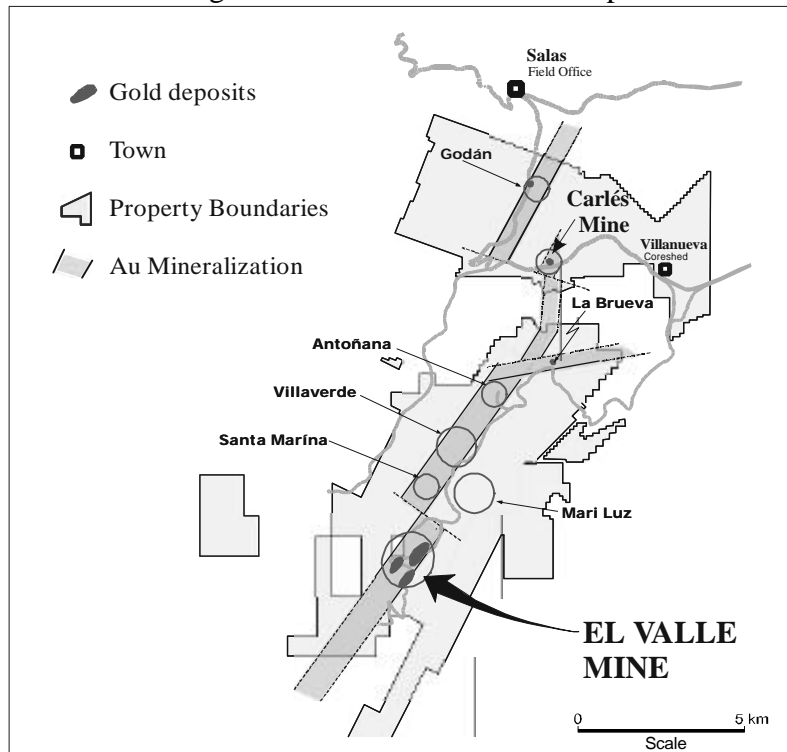 Salas
Field Office
Gold deposits
Town
Property Boundaries
Au Mineralization
Godán
Carlés
Mine
Villanueva
Coreshed
La Brueva
Antoñana
Villaverde
Santa Marína
Mari Luz
EL VALLE
MINE
0 5 km
Scale